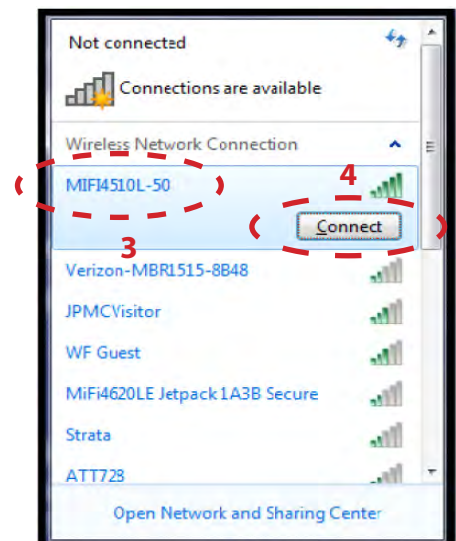 Not connected
Connections are available
Wireless Network Connection
MIFI4510L-50
4
Connect
3
Verizon-MBR1515-8B48
JPMCVisitor
WF Guest
MiFi4620LE Jetpack 1A3B Secure
Strata
ATT728
Open Network and Sharing Center